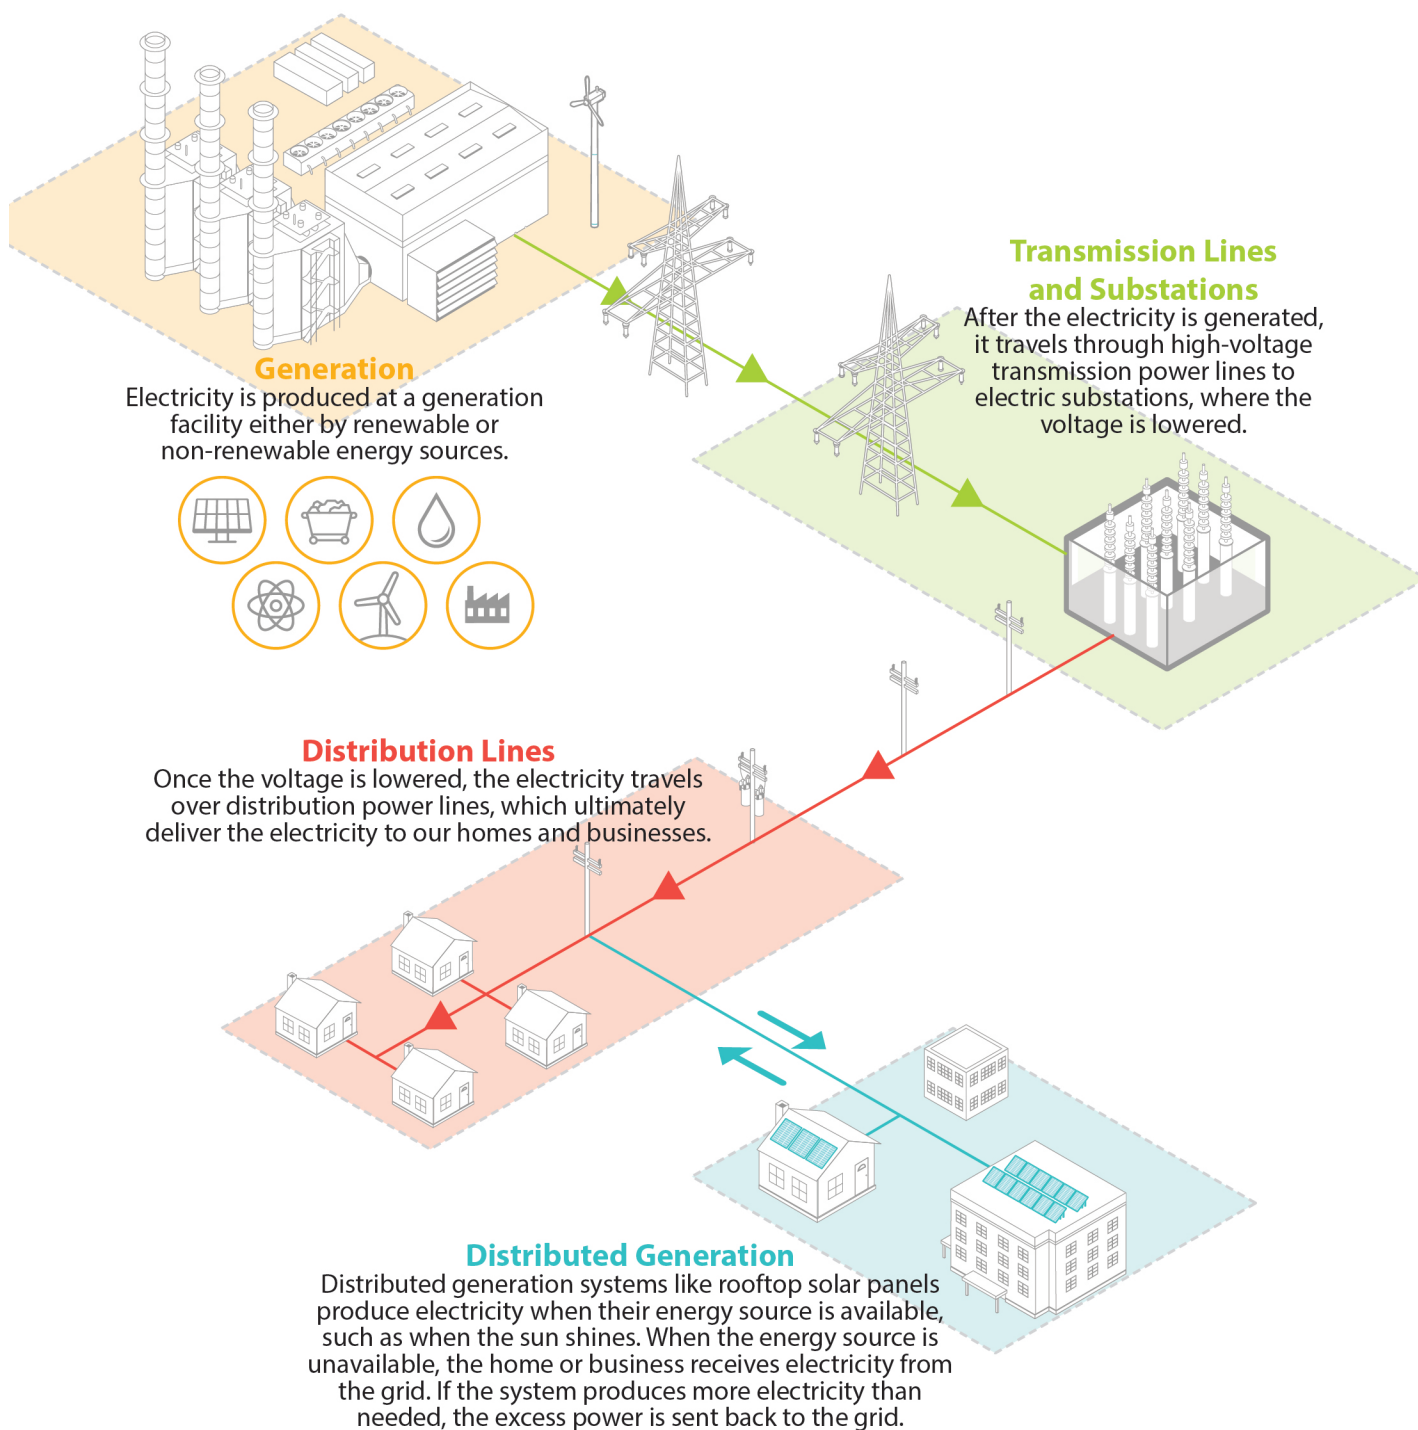 Generation
Electricity is produced at a generation
facility either by renewable or
non-renewable energy sources.
Transmission Lines
and Substations
After the electricity is generated,
it travels through high-voltage
transmission power lines to
electric substations, where the
voltage is lowered.
Distribution Lines
Once the voltage is lowered, the electricity travels
over distribution power lines, which ultimately
deliver the electricity to our homes and businesses.
Distributed Generation
Distributed generation systems like rooftop solar panels
produce electricity when their energy source is available,
such as when the sun shines. When the energy source is
unavailable, the home or business receives electricity from
the grid. If the system produces more electricity than
needed, the excess power is sent back to the grid.